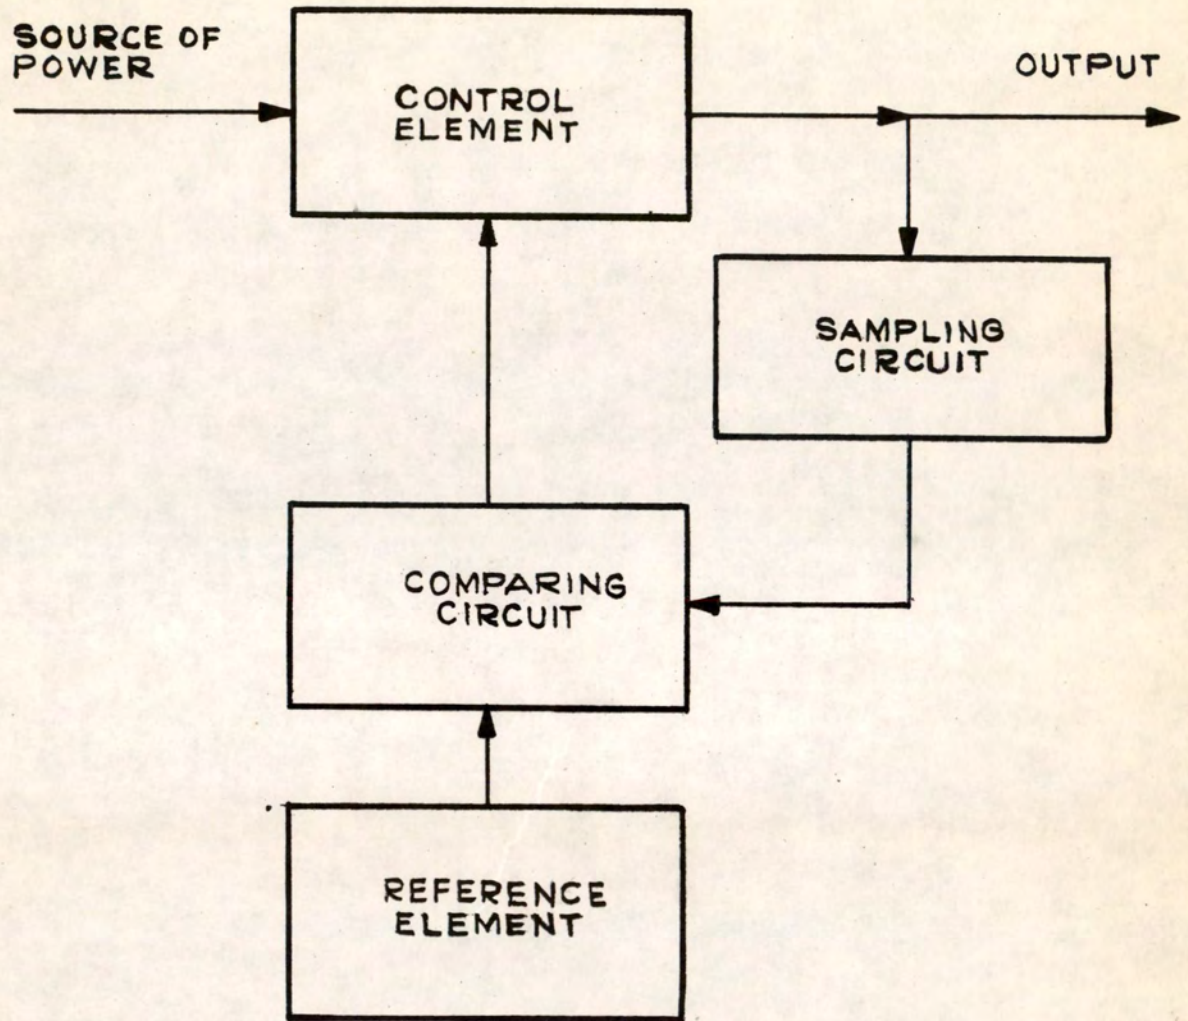 SOURCE OF
POWER
CONTROL
ELEMENT
OUTPUT
SAMPLING
CIRCUIT
COMPARING
CIRCUIT
REFERENCE
ELEMENT